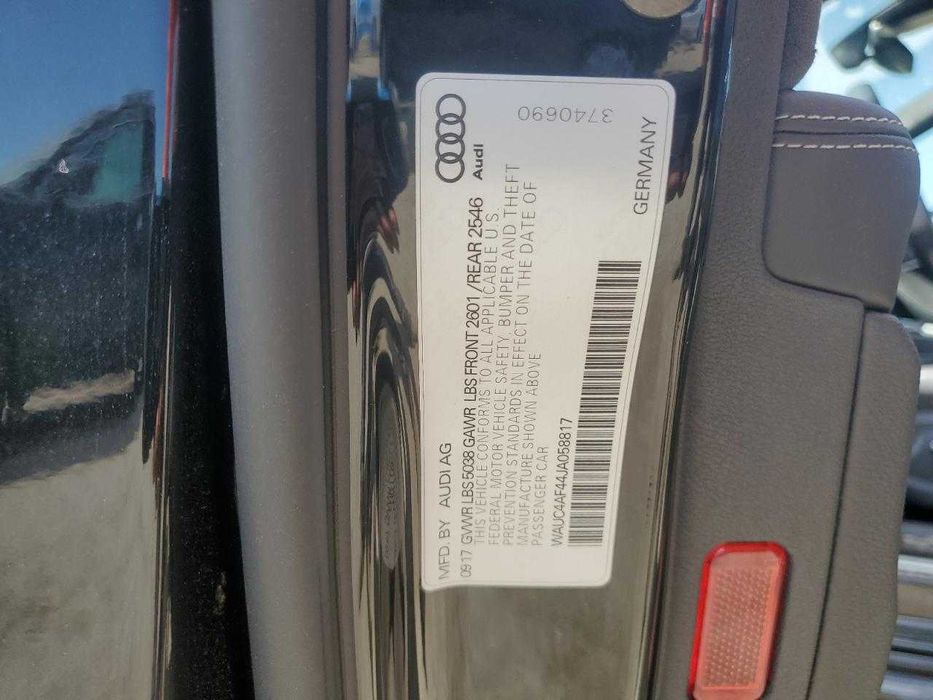 MFD. BY AUDI AG
Audi
3740690
0917 GVWR LBS 5038 GAWR LBS FRONT 2601 / REAR 2546
THIS VEHICLE CONFORMS TO ALL APPLICABLE U S
FEDERAL MOTOR VEHICLE SAFETY, BUMPER AND THEFT
PREVENTION STANDARDS IN EFFECT ON THE DATE OF
MANUFACTURE SHOWN ABOVE
PASSENGER CAR
WAUC4AF44JA058817
GERMANY